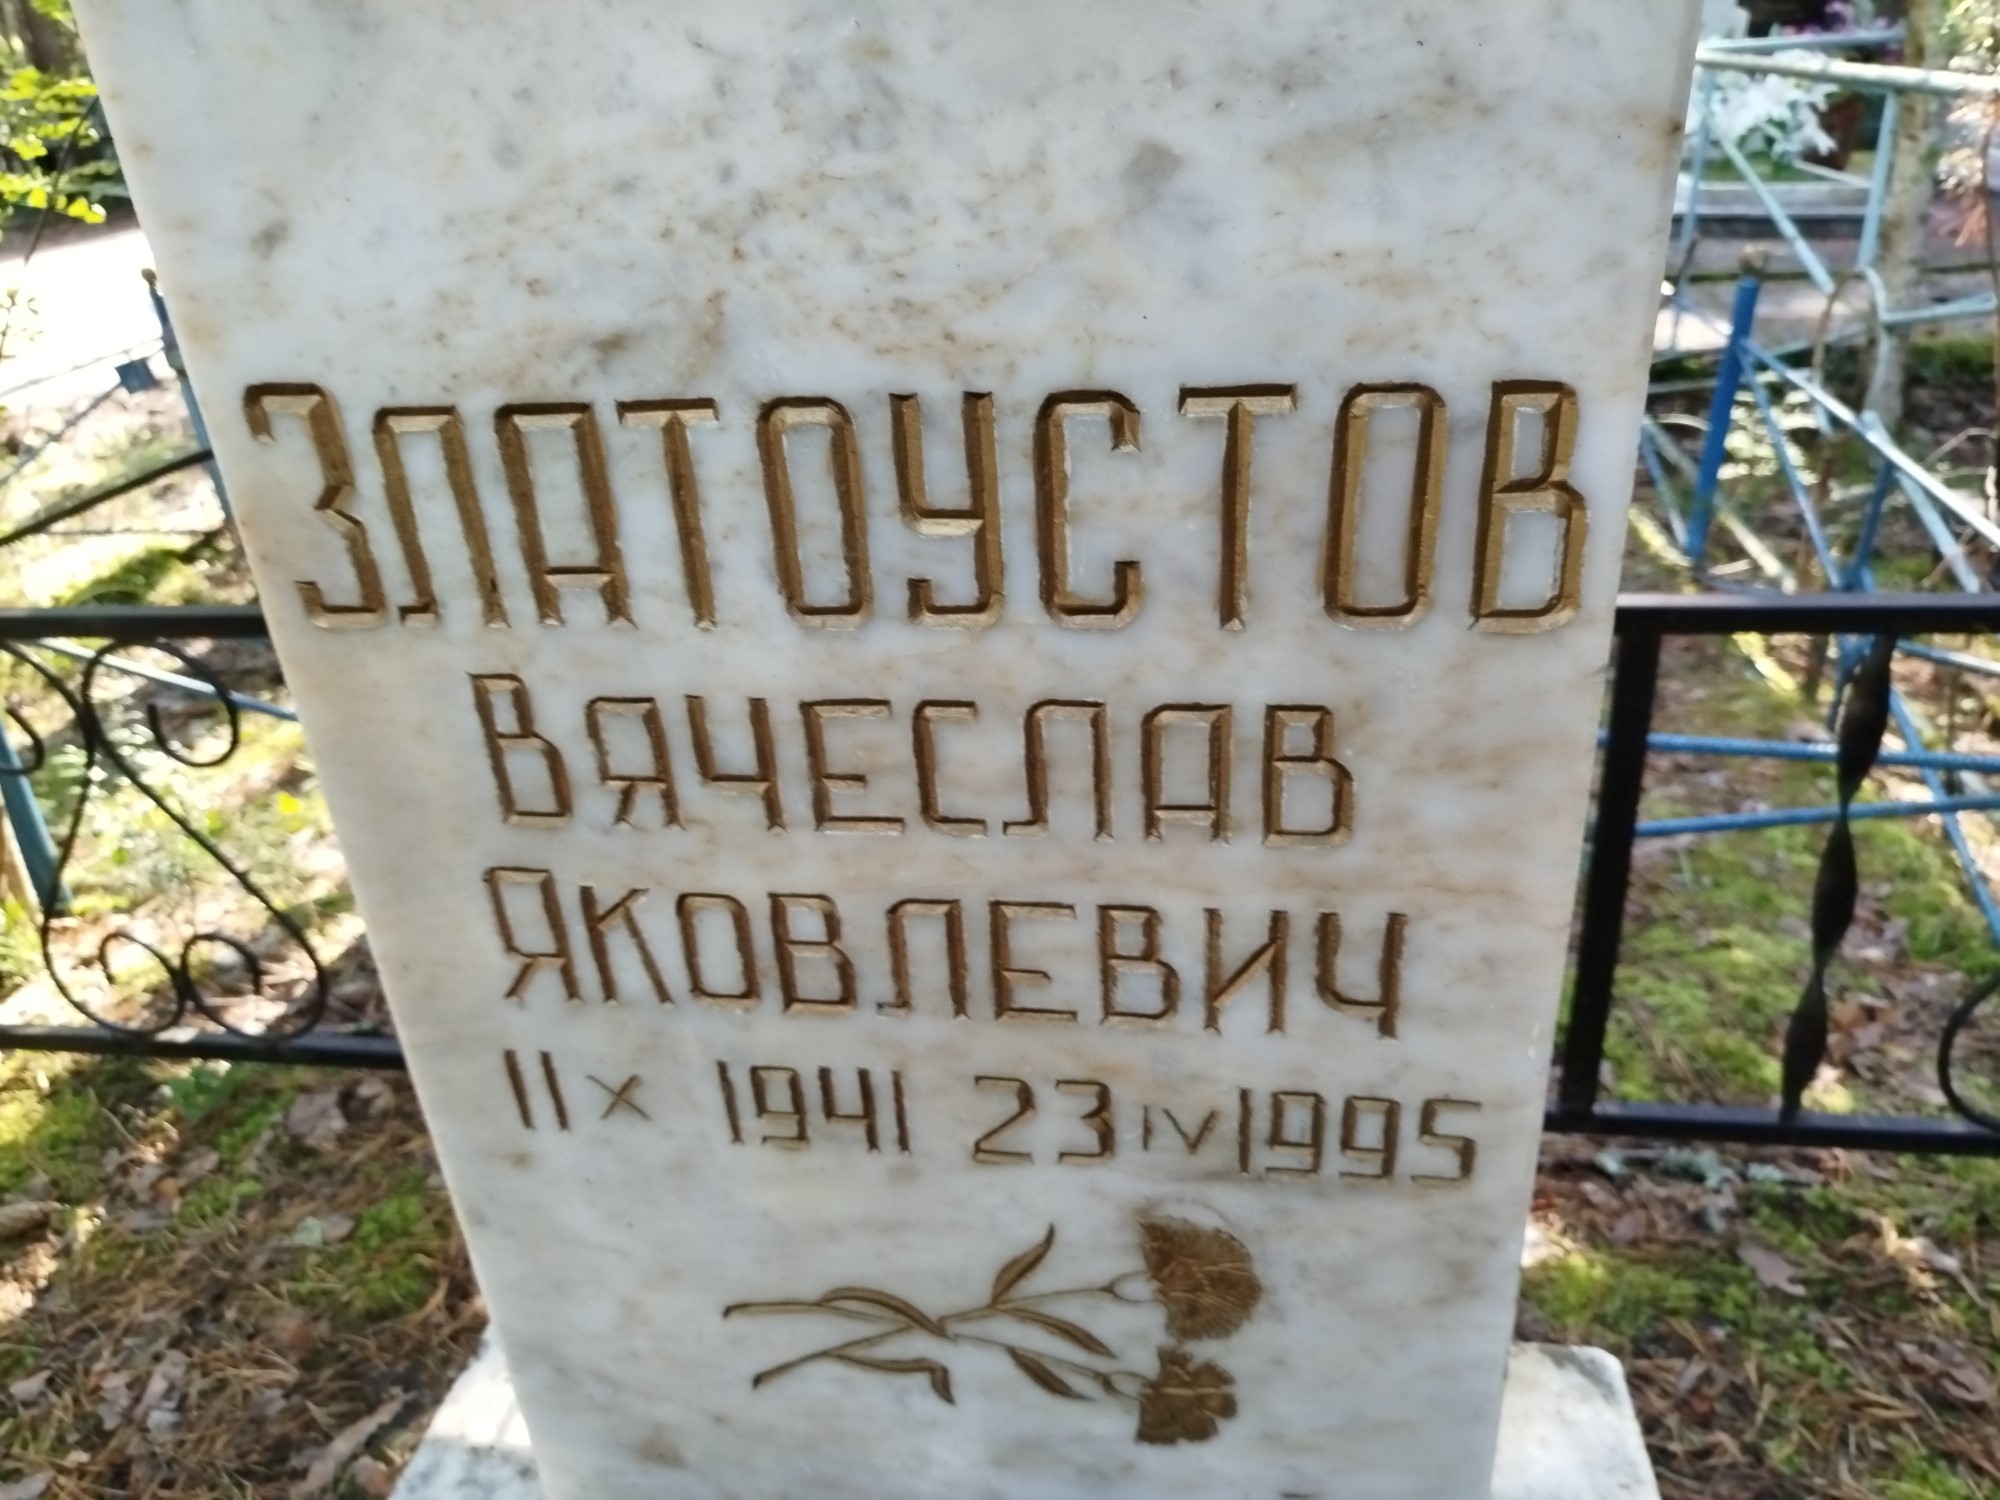 Златоустов
Вячеслав
Яковлевич
11 X 1941 23 IV 1995